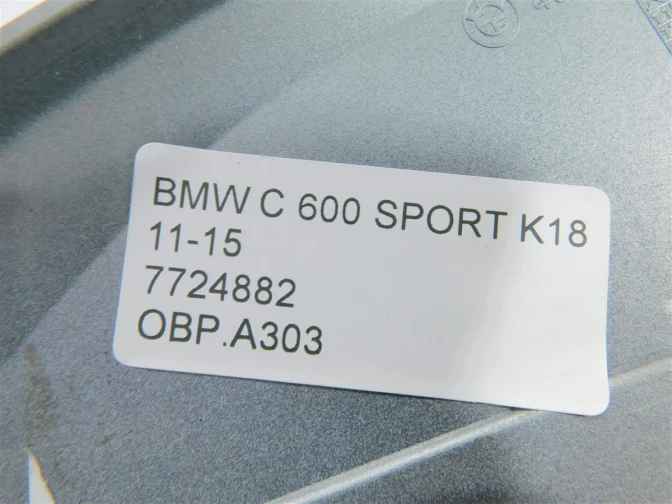 BMW C 600 SPORT K18
11-15
7724882
OBP.A303